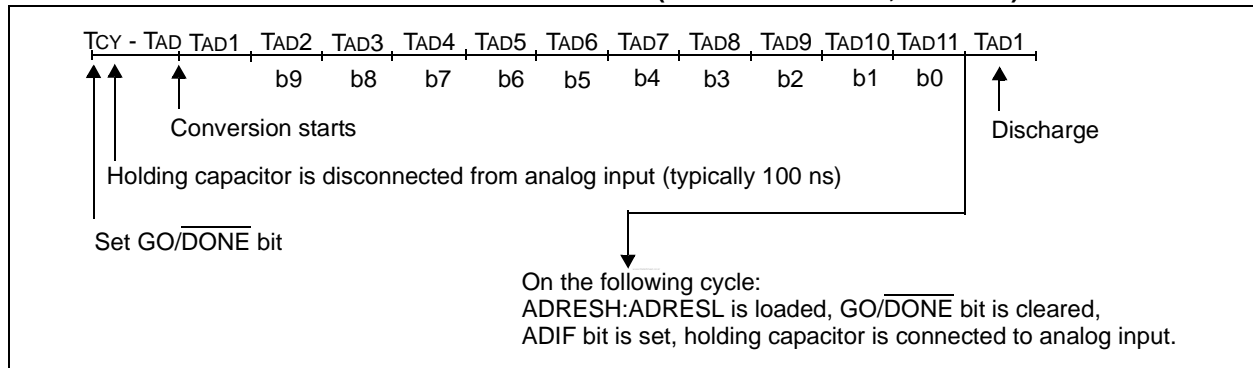 TCY - TAD TAD1 TAD2 TAD3 TAD4 TAD5 TAD6 TAD7 TAD8 TAD9 TAD10 TAD11 TAD1
b9 b8 b7 b6 b5 b4 b3 b2 b1 b0
Conversion starts
Discharge
Holding capacitor is disconnected from analog input (typically 100 ns)
Set GO/DONE bit
On the following cycle:
ADRESH:ADRESL is loaded, GO/DONE bit is cleared,
ADIF bit is set, holding capacitor is connected to analog input.